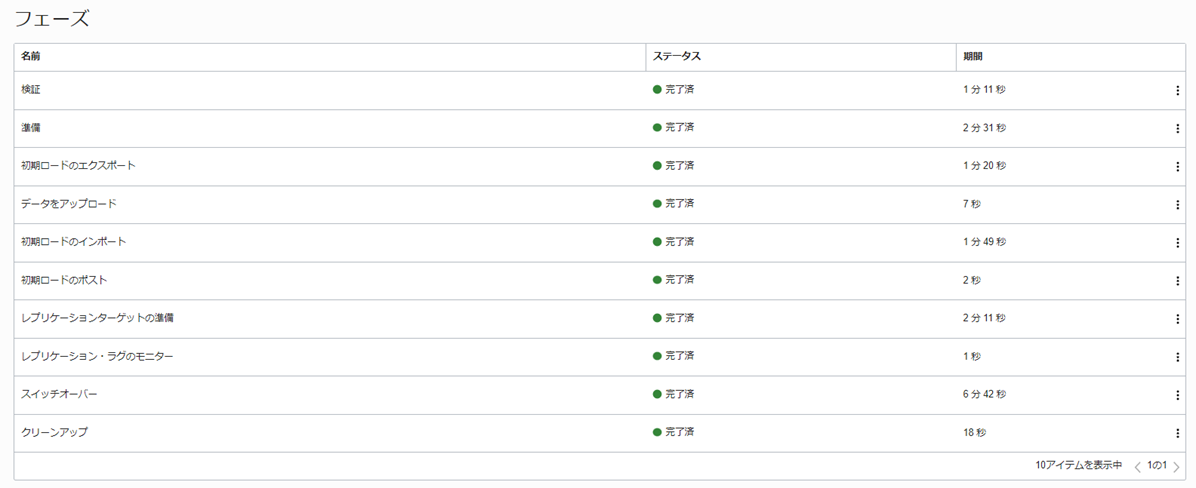 フェーズ
名前 ステータス 期間
検証 完了済 1 分 11 秒
準備 完了済 2 分 31 秒
初期ロードのエクスポート 完了済 1 分 20 秒
データをアップロード 完了済 7 秒
初期ロードのインポート 完了済 1 分 49 秒
初期ロードのポスト 完了済 2 秒
レプリケーションターゲットの準備 完了済 2 分 11 秒
レプリケーション・ラグのモニター 完了済 1 秒
スイッチオーバー 完了済 6 分 42 秒
クリーンアップ 完了済 18 秒
10アイテムを表示中 1の1